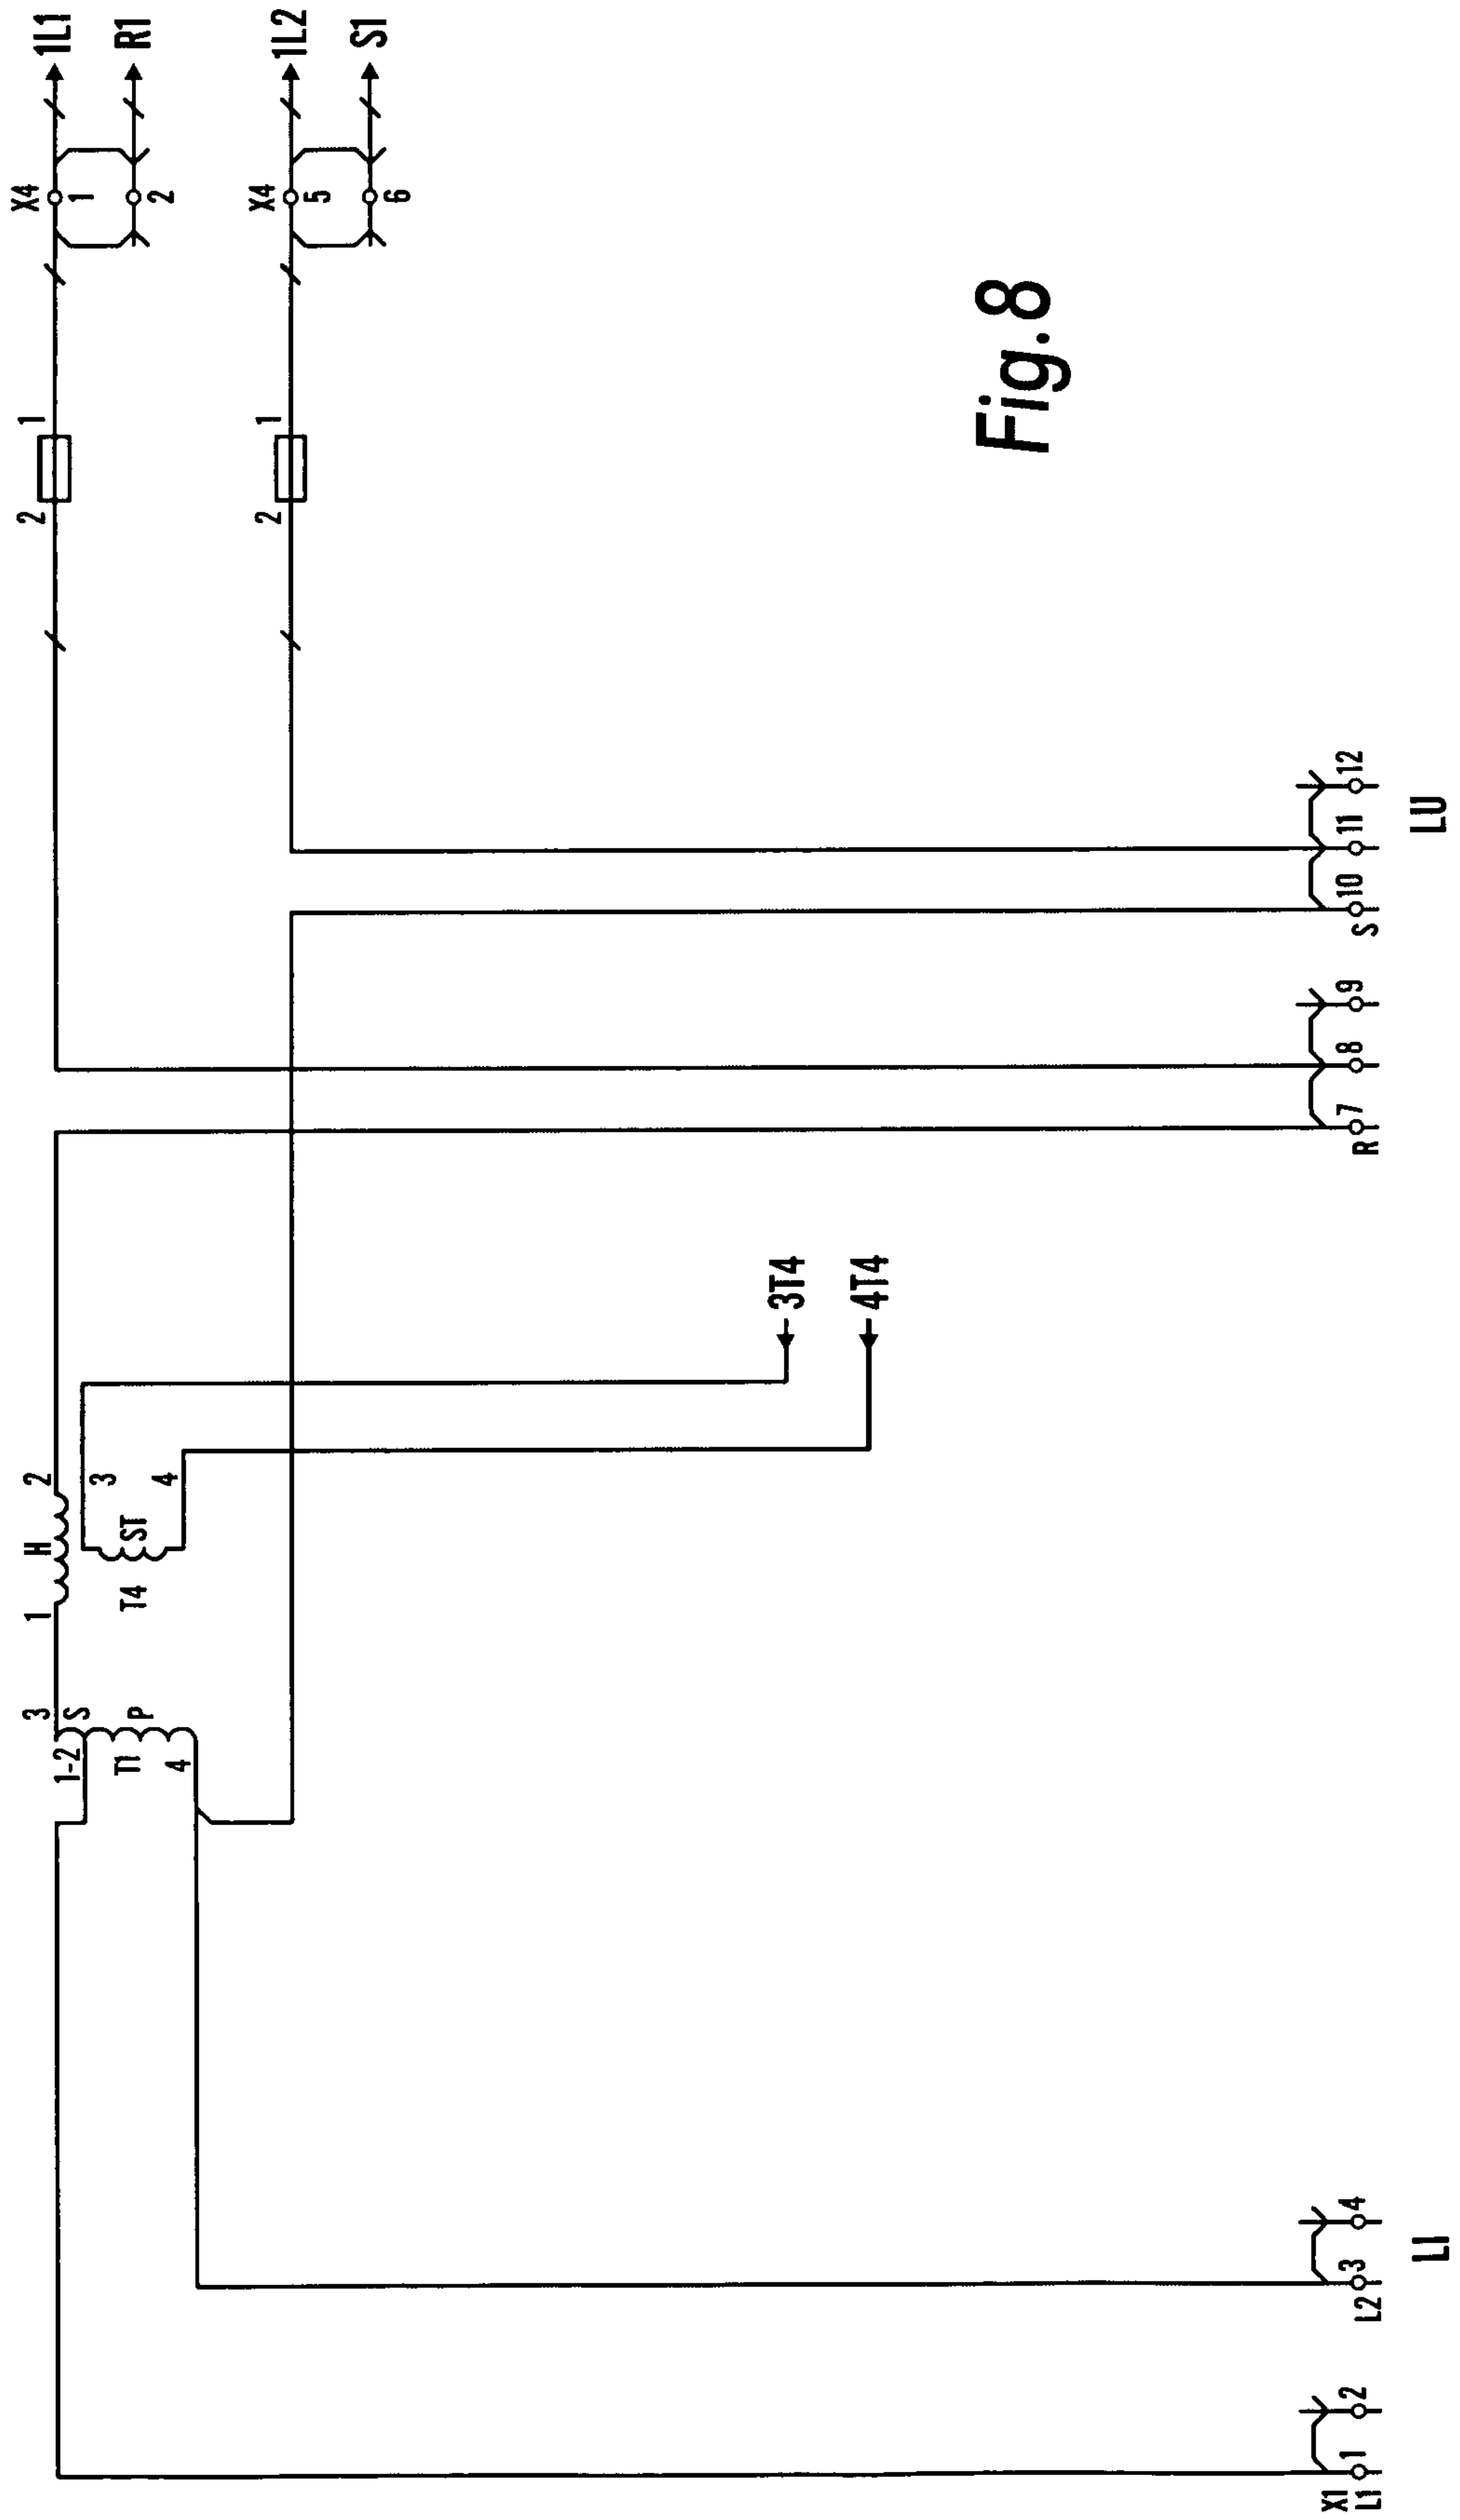 3 1 H 2 2 1 X4 1L1
1-2 S 3 1
T1 P T4 ST R1
4 4 2
2 1 X4 1L2
5 S1
6
3T4
4T4
Fig.8
X1 1 2 3 4 7 8 9 10 11 12
L1 L2 R S
LI LU